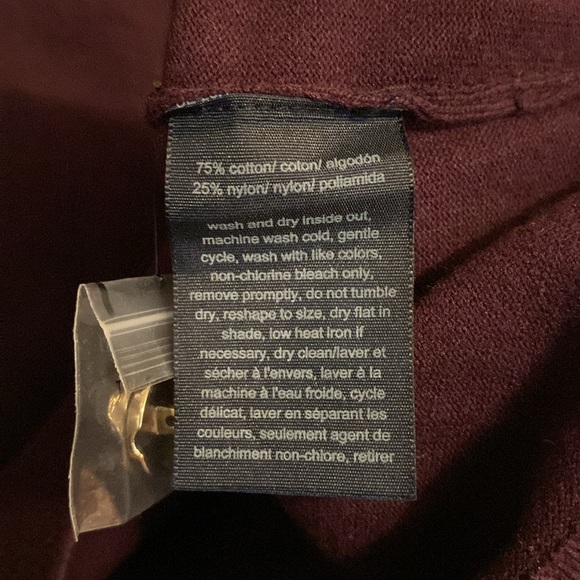 75% cotton/ coton/ algodón
25% nylon/ nylon/ poliamida
wash and dry inside out,
machine wash cold, gentle
cycle, wash with like colors,
non-chlorine bleach only,
remove promptly, do not tumble
dry, reshape to size, dry flat in
shade, low heat iron if
necessary, dry clean/laver et
sécher à l'envers, laver à la
machine à l'eau froide, cycle
délicat, laver en séparant les
couleurs, seulement agent de
blanchiment non-chlore, retirer